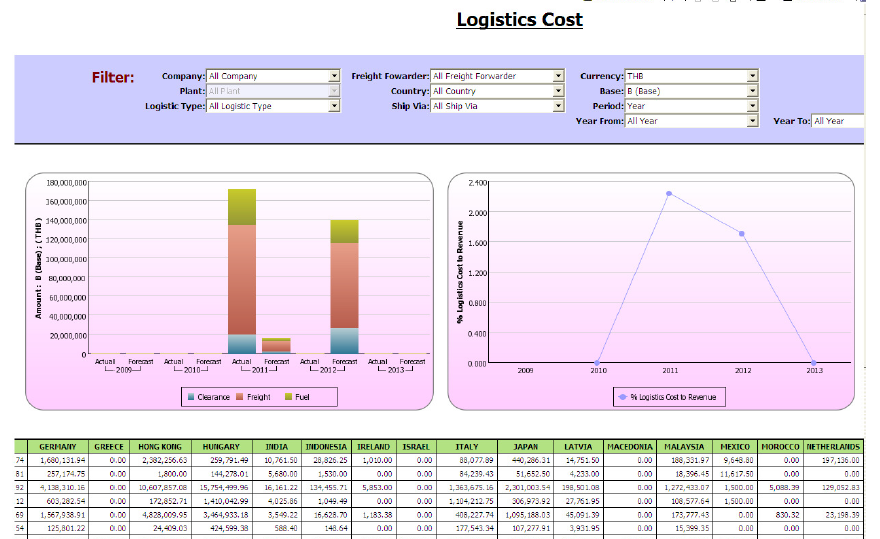 Logistics Cost
Filter:
Company: All Company
Freight Fowarder: All Freight Forwarder
Currency: THB
Plant: All Plant
Country: All Country
Base: B (Base)
Logistic Type: All Logistic Type
Ship Via: All Ship Via
Period: Year
Year From: All Year
Year To: All Year
Amount : B (Base) : (THB)
180,000,000
160,000,000
140,000,000
120,000,000
100,000,000
80,000,000
60,000,000
40,000,000
20,000,000
0
Actual Forecast Actual Forecast Actual Forecast Actual Forecast Actual Forecast
2009 2010 2011 2012 2013
Clearance Freight Fuel
% Logistics Cost to Revenue
2.400
2.000
1.600
1.200
0.800
0.400
0.000
2009 2010 2011 2012 2013
% Logistics Cost to Revenue
GERMANY GREECE HONG KONG HUNGARY INDIA INDONESIA IRELAND ISRAEL ITALY JAPAN LATVIA MACEDONIA MALAYSIA MEXICO MOROCCO NETHERLANDS
74 1,680,131.94 0.00 2,382,256.63 259,791.49 10,761.50 28,826.25 1,010.00 0.00 88,077.89 440,286.31 14,751.50 0.00 188,331.97 9,648.80 0.00 197,136.00
81 257,174.75 0.00 1,800.00 144,278.01 5,680.00 1,530.00 0.00 0.00 84,239.43 51,652.50 4,233.00 0.00 18,396.45 11,617.50 0.00 0.00
92 4,138,310.16 0.00 10,607,857.08 15,754,499.96 16,161.22 134,455.71 5,853.00 0.00 1,363,675.16 2,301,003.54 198,501.08 0.00 1,272,433.07 1,500.00 5,088.39 129,052.83
12 603,282.54 0.00 172,852.71 1,410,042.99 4,025.86 1,049.49 0.00 0.00 1,104,212.75 306,973.92 27,761.95 0.00 108,577.64 1,500.00 0.00 0.00
69 1,567,938.91 0.00 4,828,009.95 3,464,933.18 3,549.22 16,628.70 1,183.38 0.00 408,227.74 1,095,188.03 45,091.39 0.00 173,777.43 0.00 830.32 23,198.39
54 125,801.22 0.00 24,409.03 424,599.38 588.40 148.64 0.00 0.00 177,543.34 107,277.91 3,931.95 0.00 15,399.35 0.00 0.00 0.00